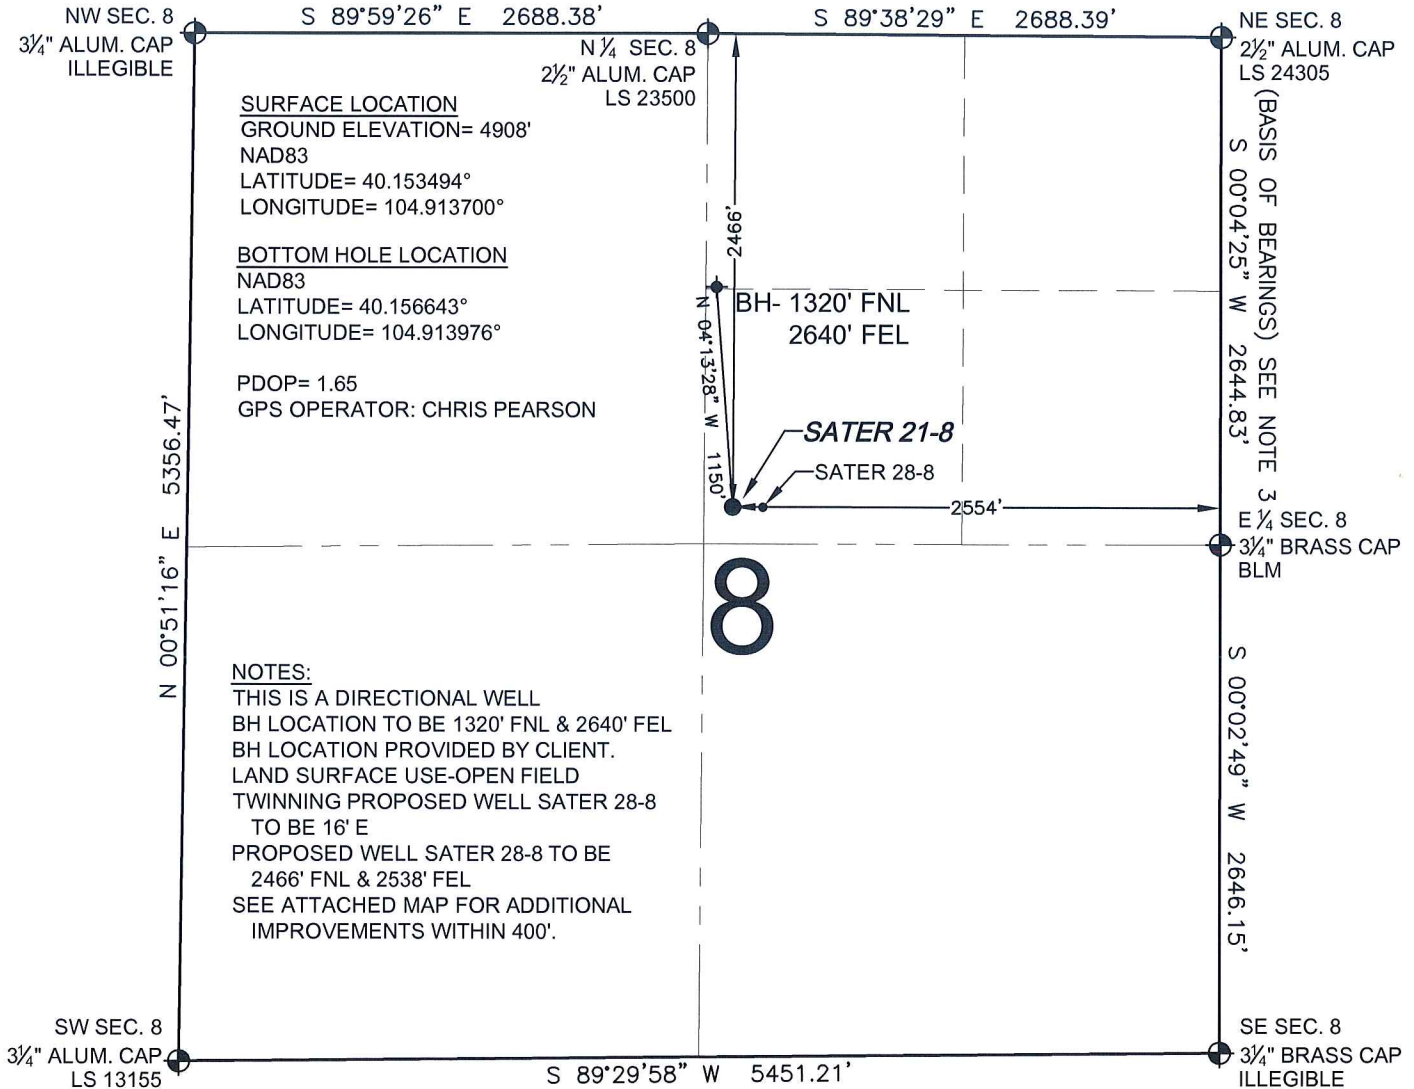 NW SEC. 8
3¼" ALUM. CAP
ILLEGIBLE
S 89°59'26" E 2688.38'
N ¼ SEC. 8
2½" ALUM. CAP
LS 23500
S 89°38'29" E 2688.39'
NE SEC. 8
2½" ALUM. CAP
LS 24305
SURFACE LOCATION
GROUND ELEVATION= 4908'
NAD83
LATITUDE= 40.153494°
LONGITUDE= 104.913700°
BOTTOM HOLE LOCATION
NAD83
LATITUDE= 40.156643°
LONGITUDE= 104.913976°
PDOP= 1.65
GPS OPERATOR: CHRIS PEARSON
2466'
BH- 1320' FNL
2640' FEL
N 04°13'28" W 1150'
SATER 21-8
SATER 28-8
2554'
(BASIS OF BEARINGS) SEE NOTE 3
S 00°04'25" W 2644.83'
E ¼ SEC. 8
3¼" BRASS CAP
BLM
N 00°51'16" E 5356.47'
8
NOTES:
THIS IS A DIRECTIONAL WELL
BH LOCATION TO BE 1320' FNL & 2640' FEL
BH LOCATION PROVIDED BY CLIENT.
LAND SURFACE USE-OPEN FIELD
TWINNING PROPOSED WELL SATER 28-8
TO BE 16' E
PROPOSED WELL SATER 28-8 TO BE
2466' FNL & 2538' FEL
SEE ATTACHED MAP FOR ADDITIONAL
IMPROVEMENTS WITHIN 400'.
S 00°02'49" W 2646.15'
SW SEC. 8
3¼" ALUM. CAP
LS 13155
S 89°29'58" W 5451.21'
SE SEC. 8
3¼" BRASS CAP
ILLEGIBLE